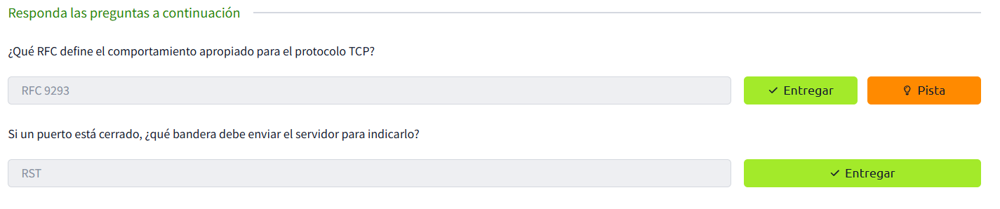 Responda las preguntas a continuación
¿Qué RFC define el comportamiento apropiado para el protocolo TCP?
RFC 9293
Entregar
Pista
Si un puerto está cerrado, ¿qué bandera debe enviar el servidor para indicarlo?
RST
Entregar